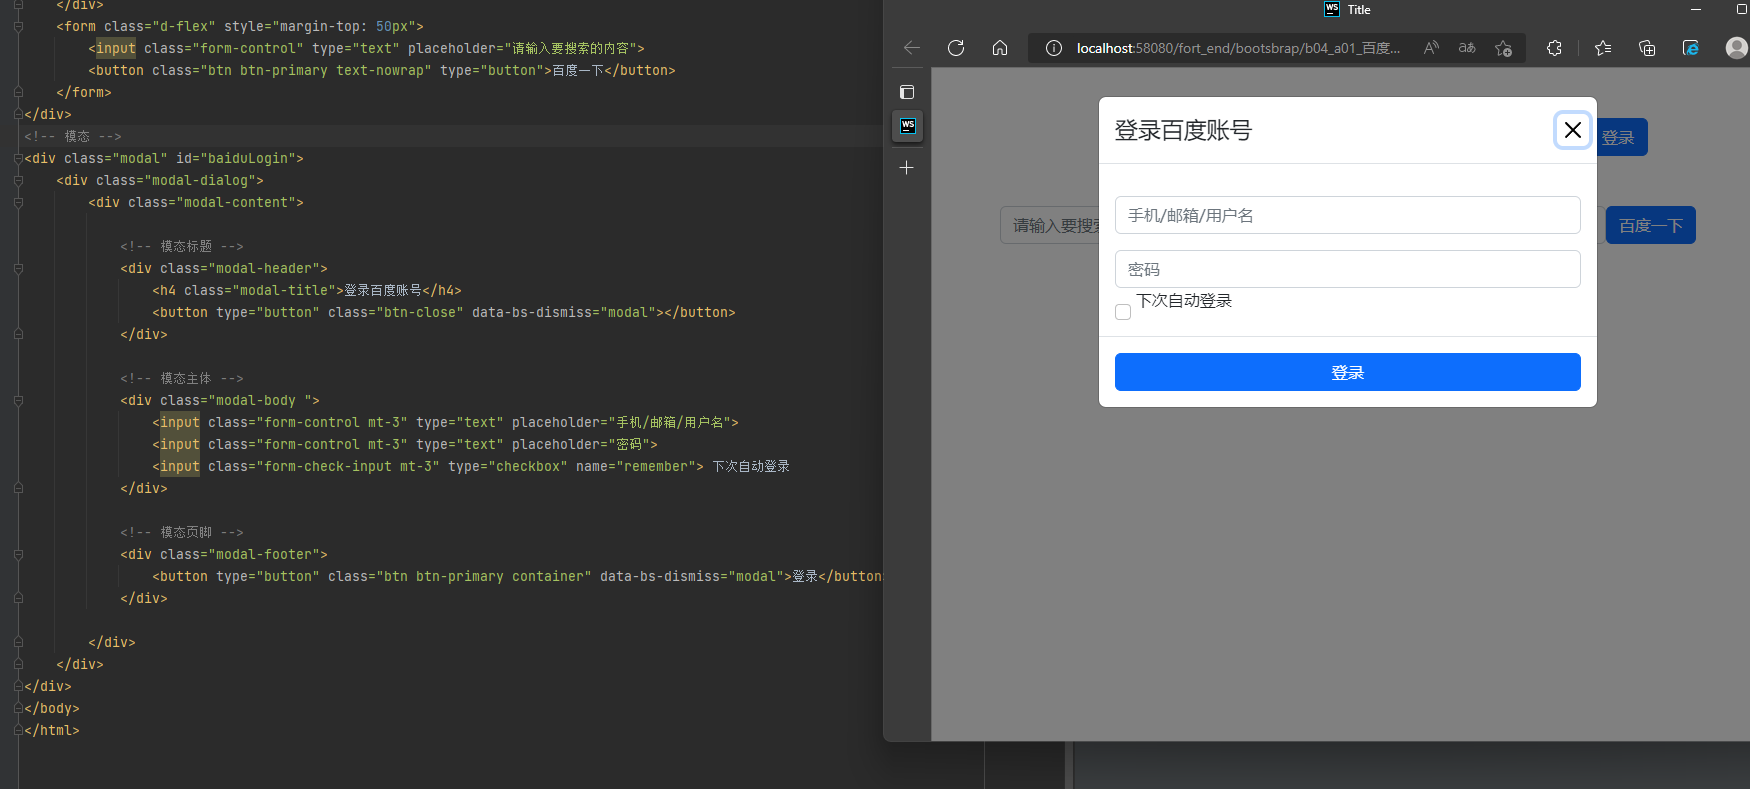 </div>
<form class="d-flex" style="margin-top: 50px">
<input class="form-control" type="text" placeholder="请输入要搜索的内容">
<button class="btn btn-primary text-nowrap" type="button">百度一下</button>
</form>
</div>
<!-- 模态 -->
<div class="modal" id="baiduLogin">
<div class="modal-dialog">
<div class="modal-content">
<!-- 模态标题 -->
<div class="modal-header">
<h4 class="modal-title">登录百度账号</h4>
<button type="button" class="btn-close" data-bs-dismiss="modal"></button>
</div>
<!-- 模态主体 -->
<div class="modal-body ">
<input class="form-control mt-3" type="text" placeholder="手机/邮箱/用户名">
<input class="form-control mt-3" type="text" placeholder="密码">
<input class="form-check-input mt-3" type="checkbox" name="remember"> 下次自动登录
</div>
<!-- 模态页脚 -->
<div class="modal-footer">
<button type="button" class="btn btn-primary container" data-bs-dismiss="modal">登录</button>
</div>
</div>
</div>
</div>
</body>
</html>
WS Title
localhost:58080/fort_end/bootsbrap/b04_a01_百度...
WS
登录百度账号
登录
手机/邮箱/用户名
请输入要搜索
百度一下
密码
下次自动登录
登录